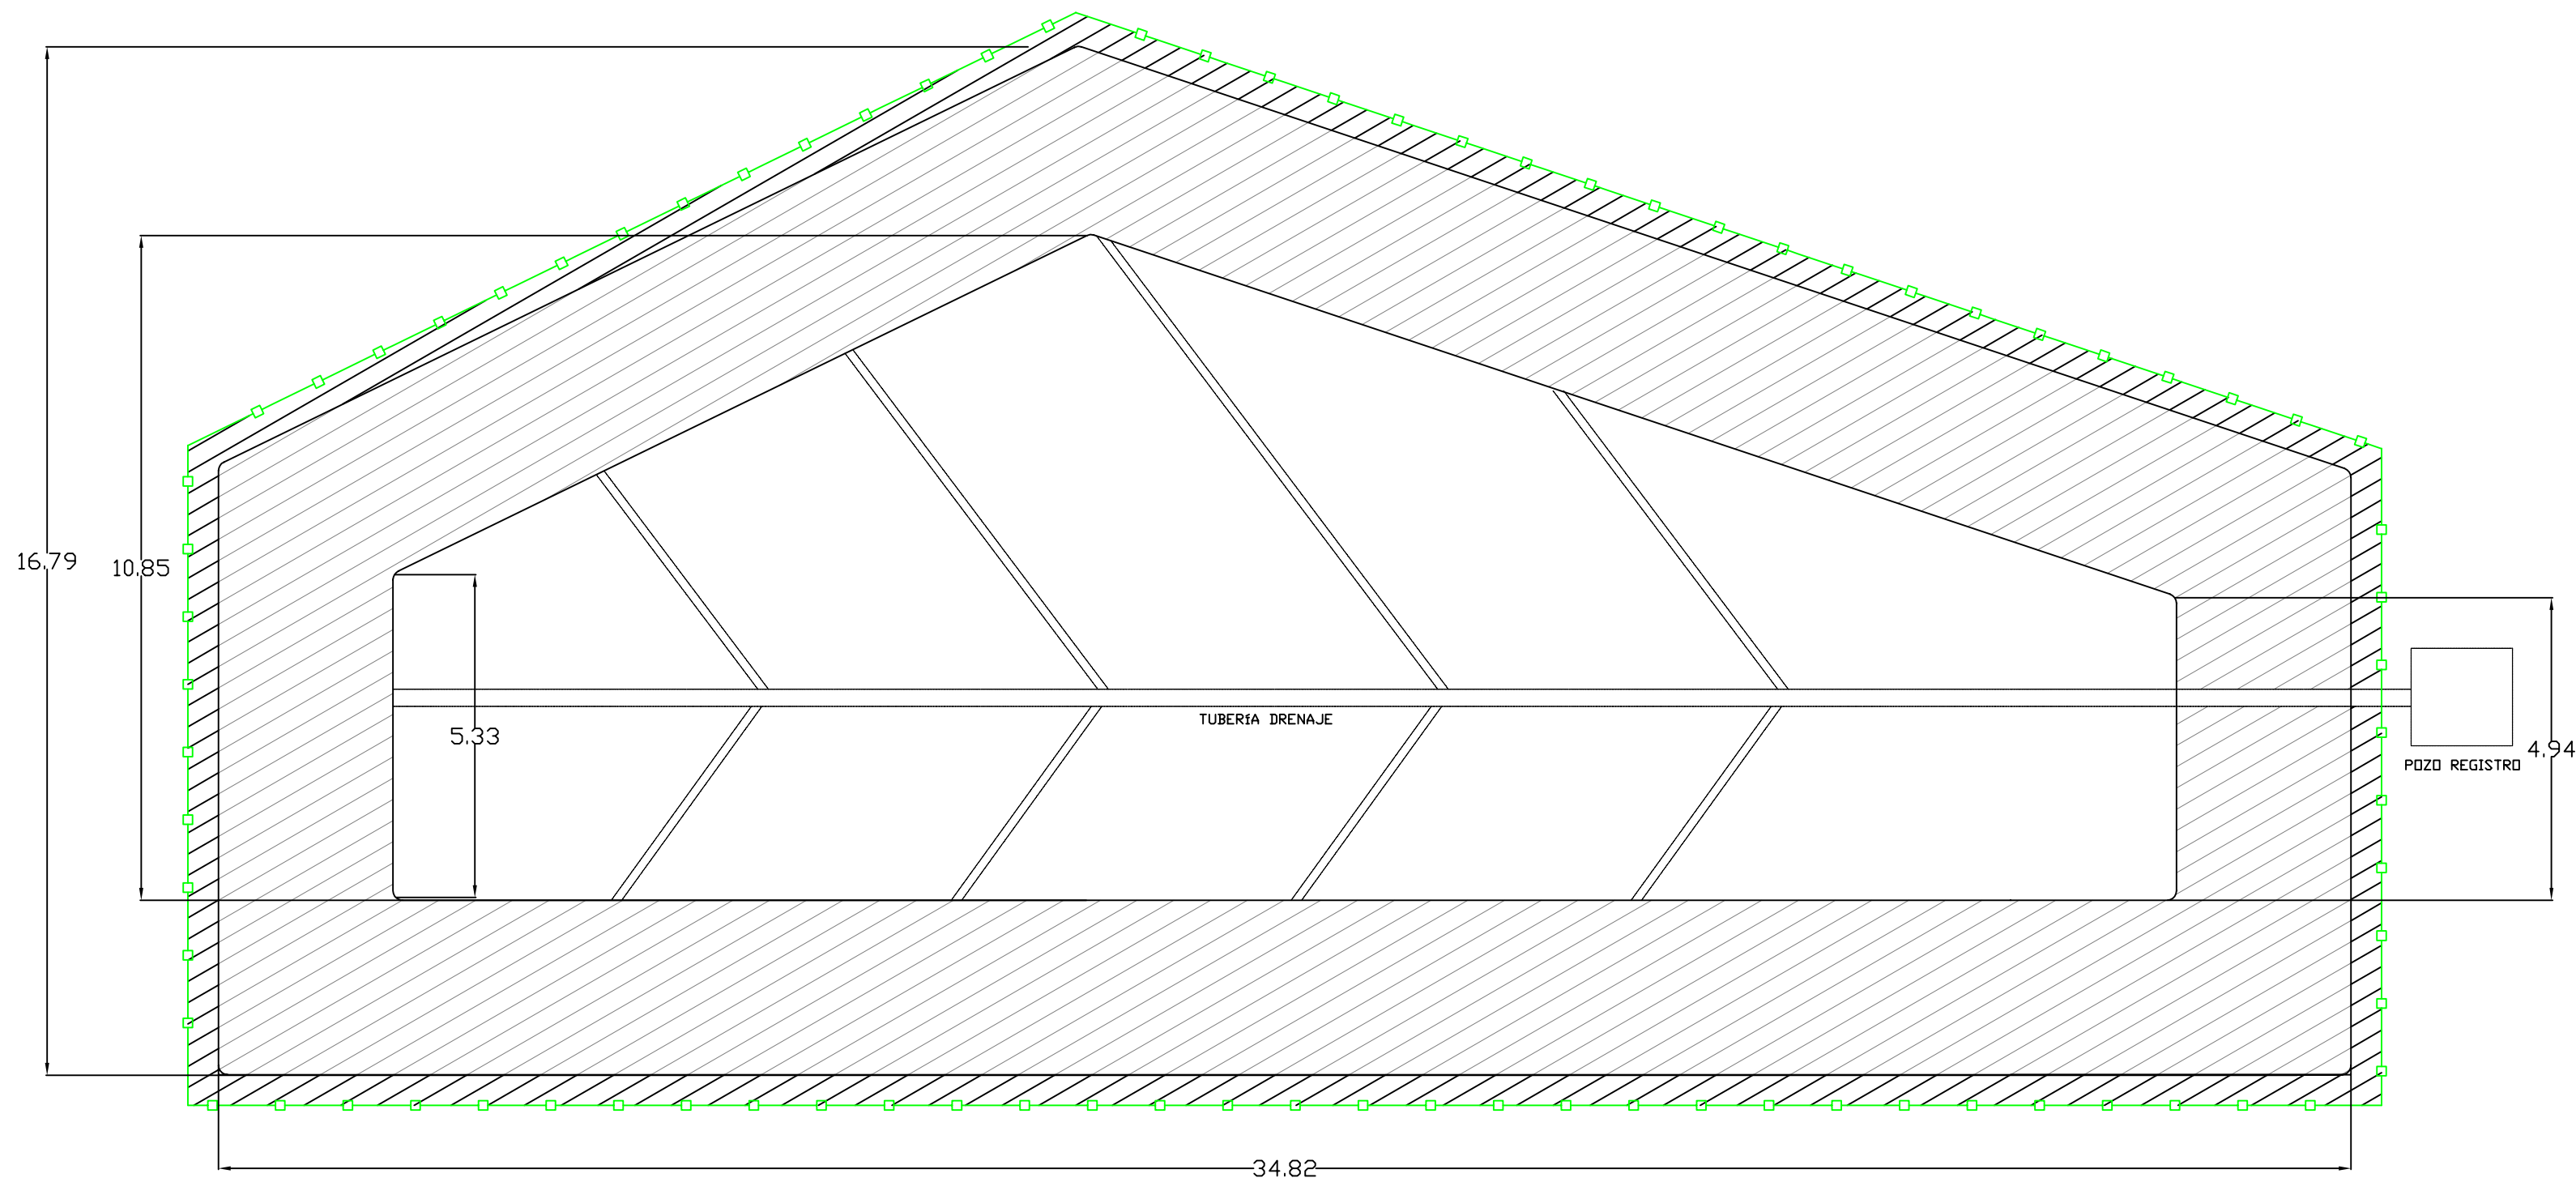 16.79
10.85
5.33
TUBERíA DRENAJE
4.94
POZO REGISTRO
34.82